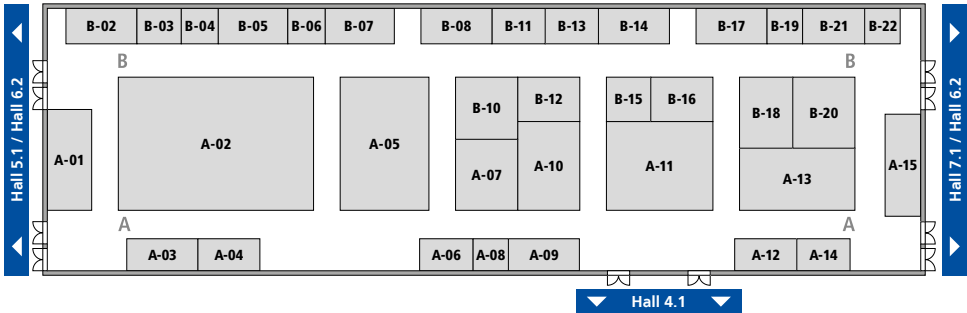 B-02 B-03 B-04 B-05 B-06 B-07 B-08 B-11 B-13 B-14 B-17 B-19 B-21 B-22
B B
Hall 5.1 / Hall 6.2
Hall 7.1 / Hall 6.2
B-10 B-12 B-15 B-16 B-18 B-20
A-01 A-02 A-05 A-07 A-10 A-11 A-13 A-15
A A
A-03 A-04 A-06 A-08 A-09 A-12 A-14
Hall 4.1